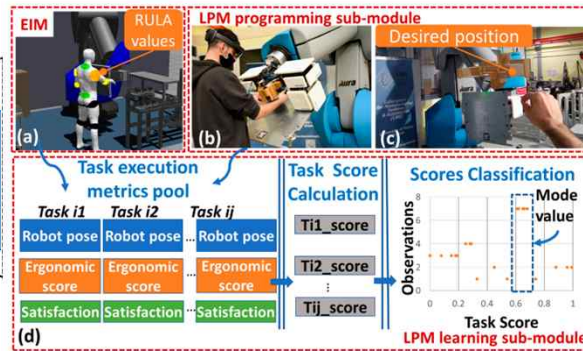 EIM
RULA
values
(a)
LPM programming sub-module
aura
(b)
Desired position
aura
(c)
Task execution
metrics pool
Task i1 Task i2 Task ij
Robot pose Robot pose ... Robot pose
Ergonomic score Ergonomic score ... Ergonomic score
Satisfaction Satisfaction ... Satisfaction
(d)
Task Score
Calculation
Ti1_score
Ti2_score
⋮
Tij_score
Scores Classification
Mode
value
Observations
8
6
4
2
0
0 0.2 0.4 0.6 0.8 1
Task Score
LPM learning sub-module